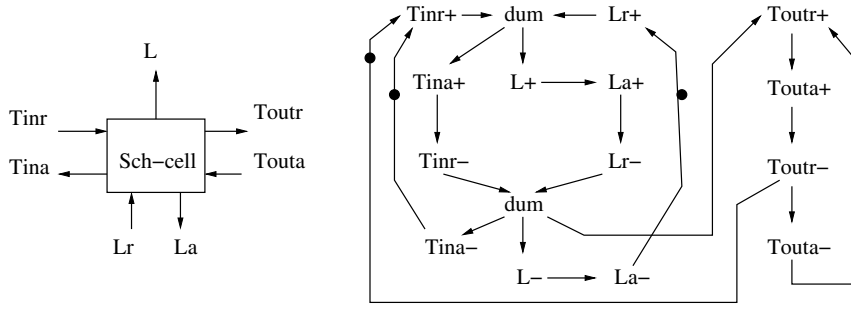 L
Tinr
Toutr
Tina
Sch-cell
Touta
Lr
La
Tinr+ dum Lr+ Toutr+
Tina+ L+ La+ Touta+
Tinr- Lr- Toutr-
dum
Tina- Touta-
L- La-